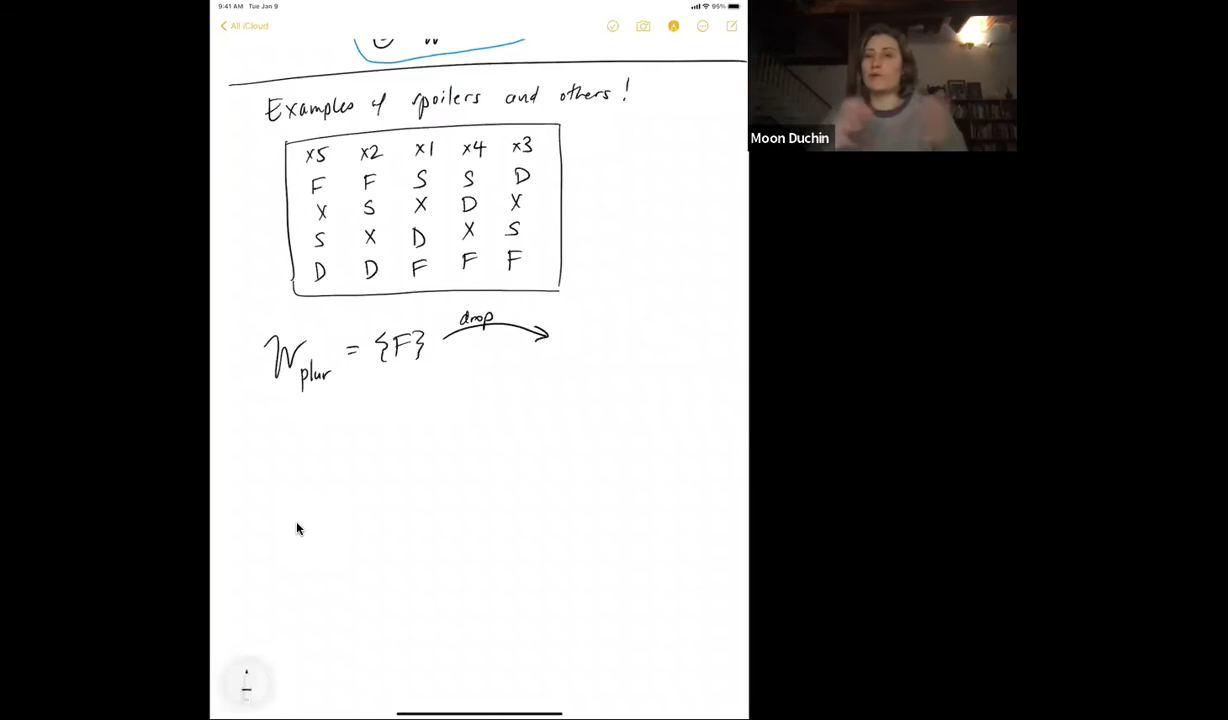 9:41 AM Tue Jan 9
95%
All iCloud
Examples of spoilers and others!
x5 x2 x1 x4 x3
F F S S D
X S X D X
S X D X S
D D F F F
W plur = {F} drop
Moon Duchin